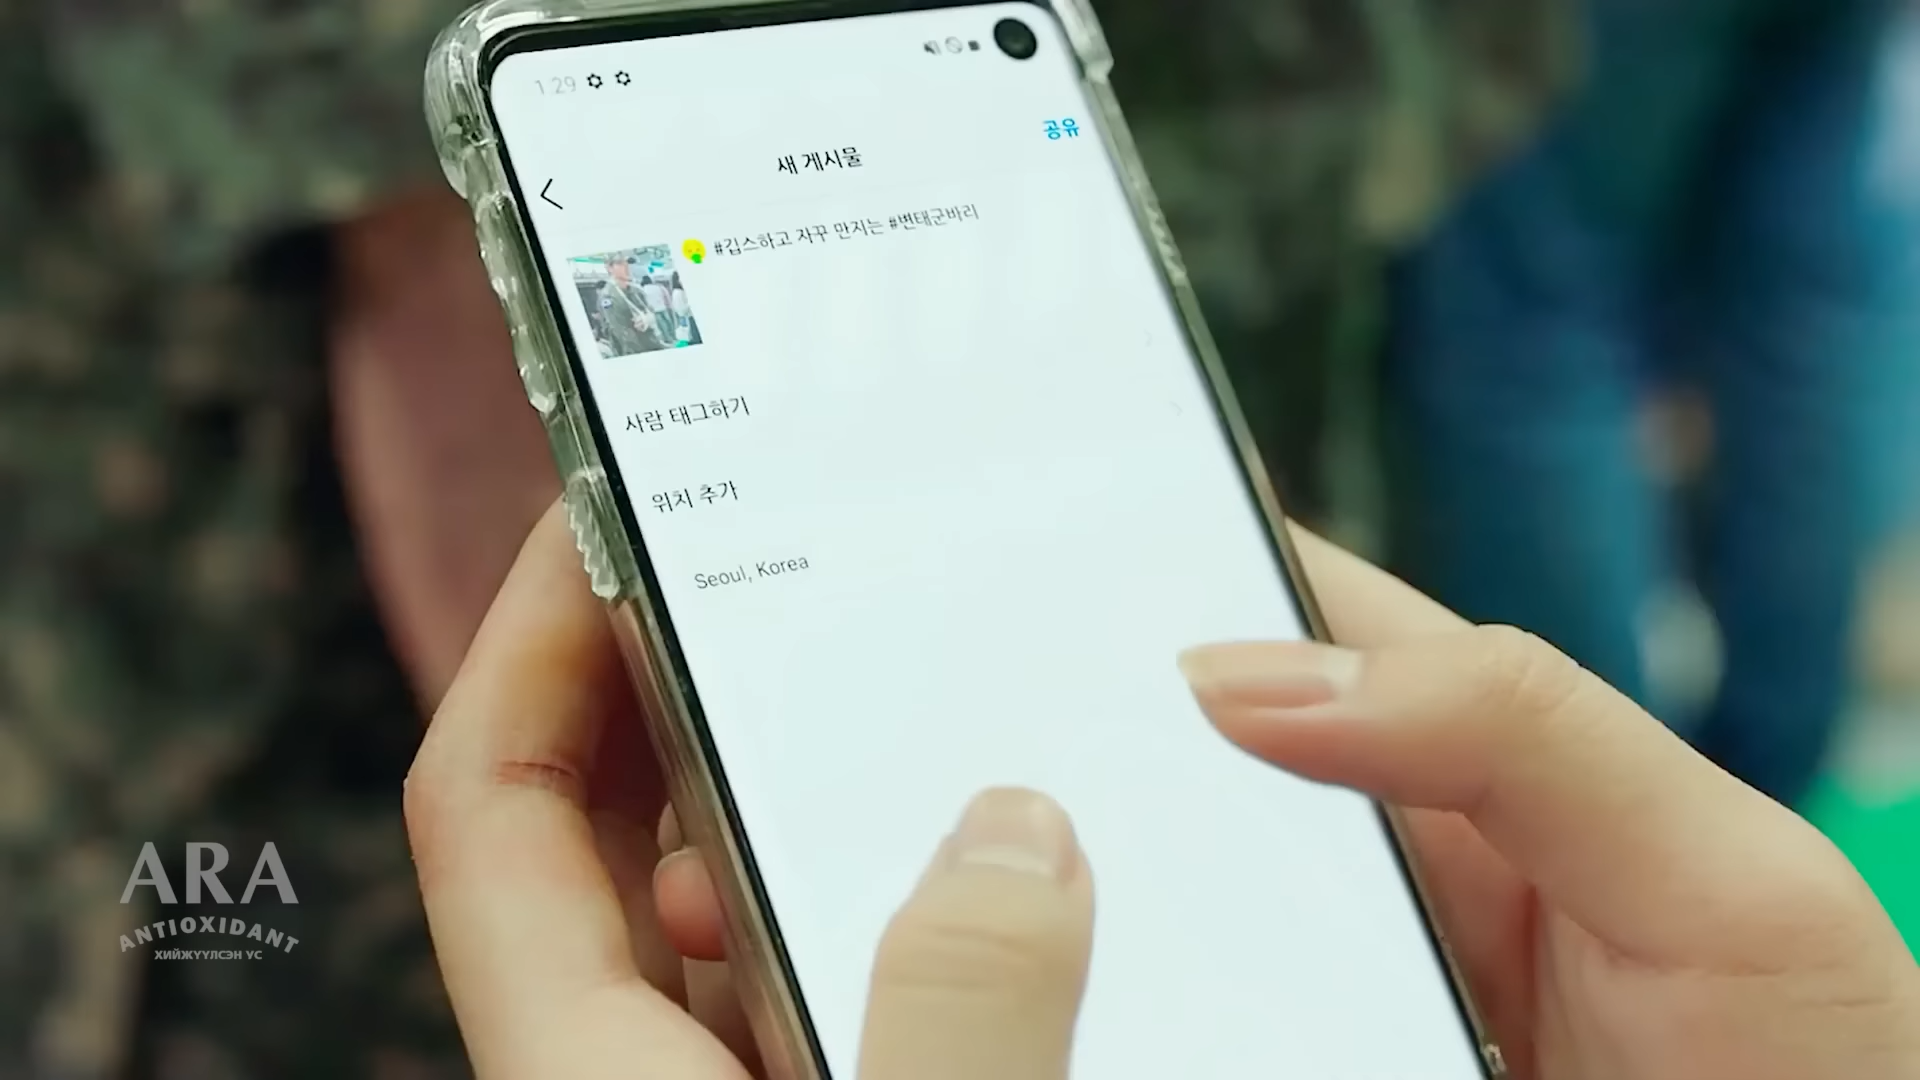 1:29
공유
새 게시물
#깁스하고 자꾸 만지는 #변태군바리
사람 태그하기
위치 추가
Seoul, Korea
ARA
ANTIOXIDANT
ХИЙЖҮҮЛСЭН УС